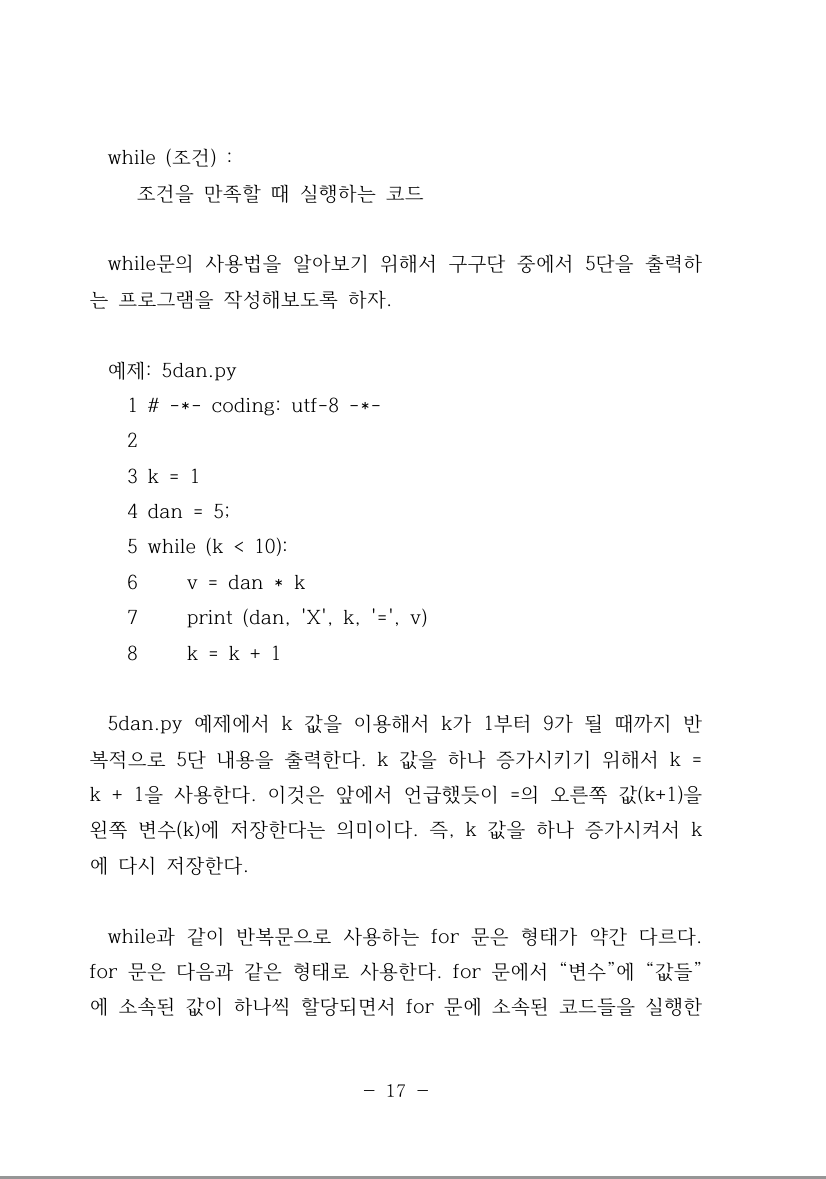 while (조건) :
조건을 만족할 때 실행하는 코드
while문의 사용법을 알아보기 위해서 구구단 중에서 5단을 출력하
는 프로그램을 작성해보도록 하자.
예제: 5dan.py
1 # -*- coding: utf-8 -*-
2
3 k = 1
4 dan = 5;
5 while (k < 10):
6     v = dan * k
7     print (dan, 'X', k, '=', v)
8     k = k + 1
5dan.py 예제에서 k 값을 이용해서 k가 1부터 9가 될 때까지 반
복적으로 5단 내용을 출력한다. k 값을 하나 증가시키기 위해서 k =
k + 1을 사용한다. 이것은 앞에서 언급했듯이 =의 오른쪽 값(k+1)을
왼쪽 변수(k)에 저장한다는 의미이다. 즉, k 값을 하나 증가시켜서 k
에 다시 저장한다.
while과 같이 반복문으로 사용하는 for 문은 형태가 약간 다르다.
for 문은 다음과 같은 형태로 사용한다. for 문에서 “변수”에 “값들”
에 소속된 값이 하나씩 할당되면서 for 문에 소속된 코드들을 실행한
- 17 -